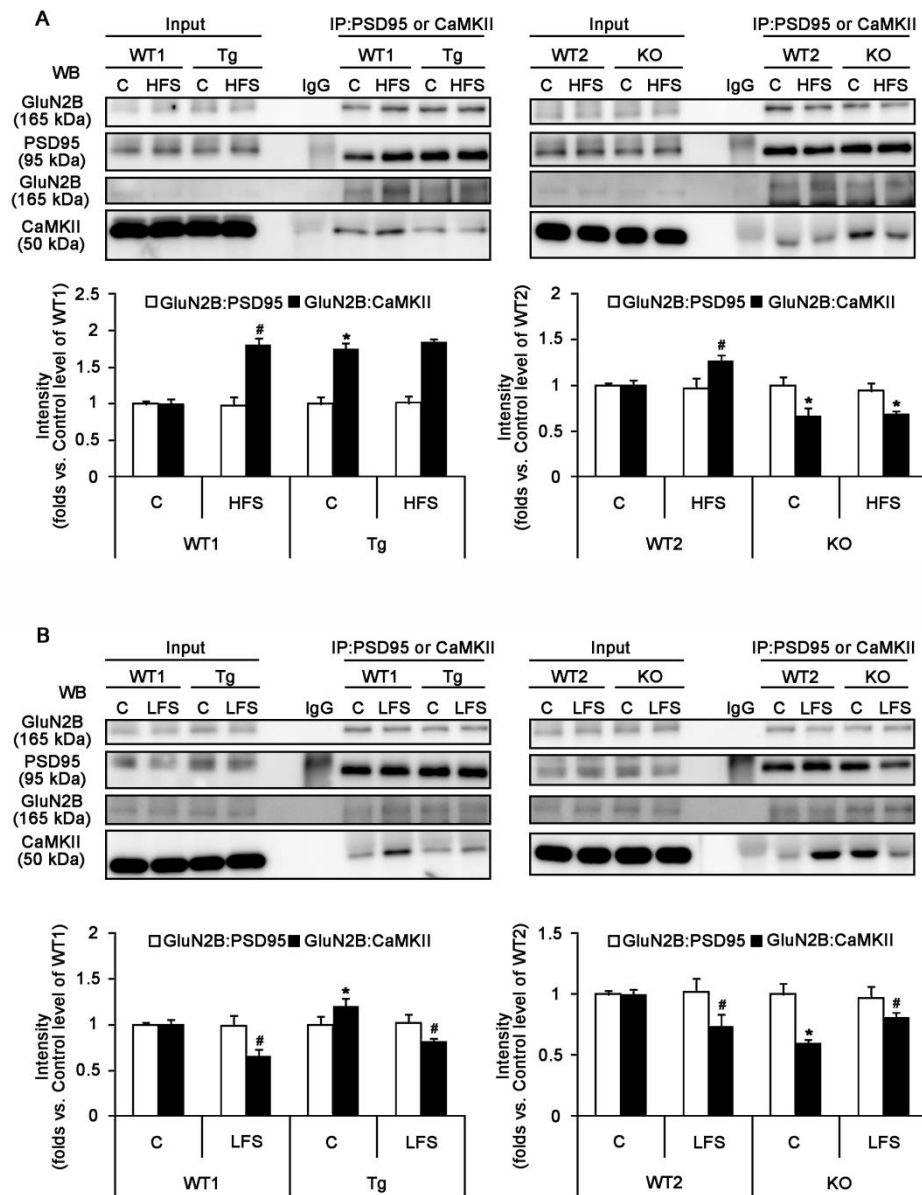 A
Input
IP:PSD95 or CaMKII
WT1
Tg
WT1
Tg
WB
C
HFS
C
HFS
IgG
C
HFS
C
HFS
GluN2B
(165 kDa)
PSD95
(95 kDa)
GluN2B
(165 kDa)
CaMKII
(50 kDa)
Input
IP:PSD95 or CaMKII
WT2
KO
WT2
KO
C
HFS
C
HFS
IgG
C
HFS
C
HFS
Intensity
(folds vs. Control level of WT1)
2.5
2
1.5
1
0.5
0
GluN2B:PSD95
GluN2B:CaMKII
#
*
C
HFS
C
HFS
WT1
Tg
Intensity
(folds vs. Control level of WT2)
2
1.5
1
0.5
0
GluN2B:PSD95
GluN2B:CaMKII
#
*
*
C
HFS
C
HFS
WT2
KO
B
Input
IP:PSD95 or CaMKII
WT1
Tg
WT1
Tg
WB
C
LFS
C
LFS
IgG
C
LFS
C
LFS
GluN2B
(165 kDa)
PSD95
(95 kDa)
GluN2B
(165 kDa)
CaMKII
(50 kDa)
Input
IP:PSD95 or CaMKII
WT2
KO
WT2
KO
C
LFS
C
LFS
IgG
C
LFS
C
LFS
Intensity
(folds vs. Control level of WT1)
2
1.5
1
0.5
0
GluN2B:PSD95
GluN2B:CaMKII
#
*
#
C
LFS
C
LFS
WT1
Tg
Intensity
(folds vs. Control level of WT2)
1.5
1
0.5
0
GluN2B:PSD95
GluN2B:CaMKII
#
*
#
C
LFS
C
LFS
WT2
KO